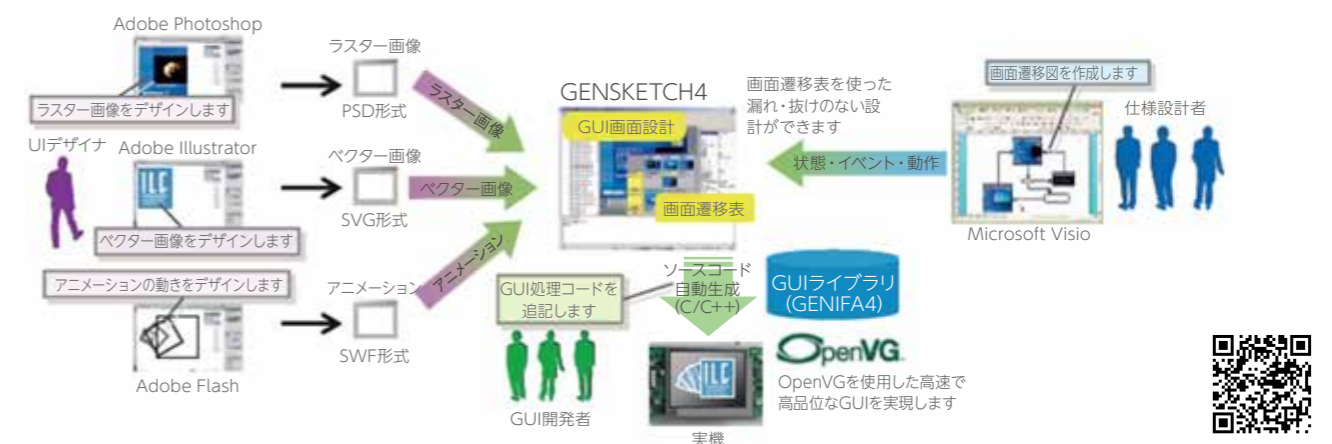 Adobe Photoshop
ラスター画像をデザインします
ラスター画像
PSD形式
ラスター画像
UIデザイナ
Adobe Illustrator
ILC
ベクター画像をデザインします
ベクター画像
SVG形式
ベクター画像
アニメーションの動きをデザインします
Adobe Flash
アニメーション
SWF形式
アニメーション
GENSKETCH4
GUI画面設計
画面遷移表
画面遷移表を使った
漏れ・抜けのない設
計ができます
状態・イベント・動作
画面遷移図を作成します
Microsoft Visio
仕様設計者
GUI処理コードを
追記します
GUI開発者
ソースコード
自動生成
(C/C++)
ILC
実機
GUIライブラリ
(GENIFA4)
OpenVG
OpenVGを使用した高速で
高品位なGUIを実現します